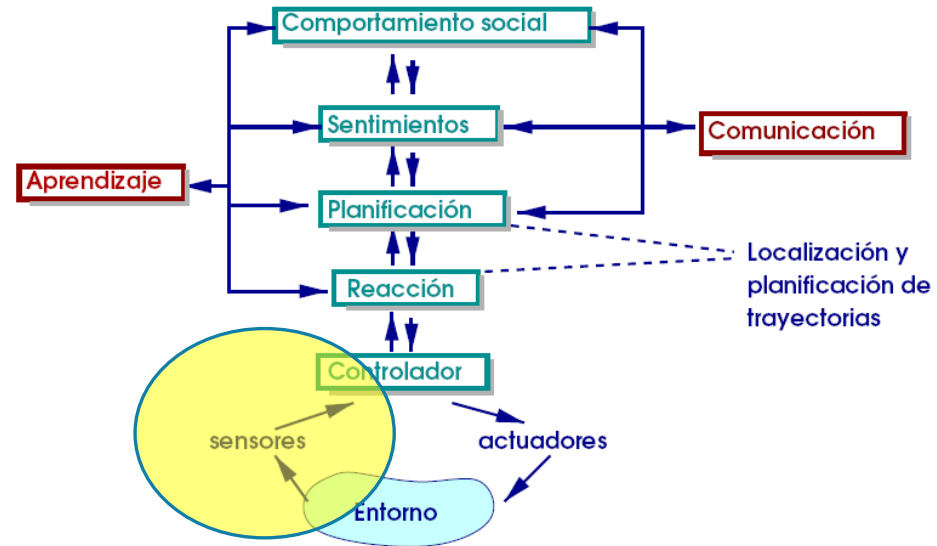 Comportamiento social
Sentimientos
Comunicación
Aprendizaje
Planificación
Localización y
planificación de
trayectorias
Reacción
Controlador
sensores
actuadores
Entorno